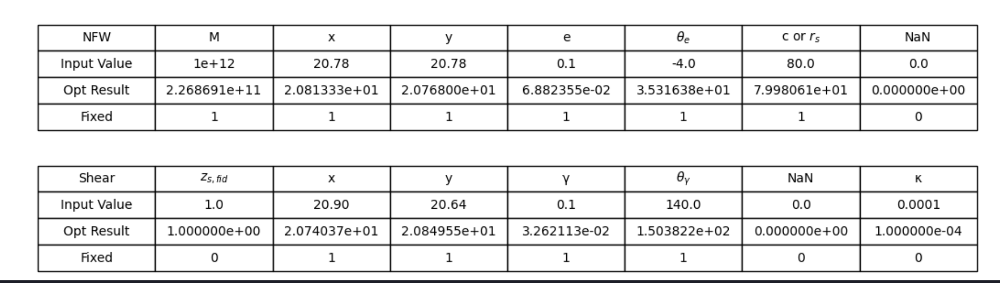 NFW M x y e θe c or rs NaN
Input Value 1e+12 20.78 20.78 0.1 -4.0 80.0 0.0
Opt Result 2.268691e+11 2.081333e+01 2.076800e+01 6.882355e-02 3.531638e+01 7.998061e+01 0.000000e+00
Fixed 1 1 1 1 1 1 0
Shear zs, fid x y γ θγ NaN κ
Input Value 1.0 20.90 20.64 0.1 140.0 0.0 0.0001
Opt Result 1.000000e+00 2.074037e+01 2.084955e+01 3.262113e-02 1.503822e+02 0.000000e+00 1.000000e-04
Fixed 0 1 1 1 1 0 0